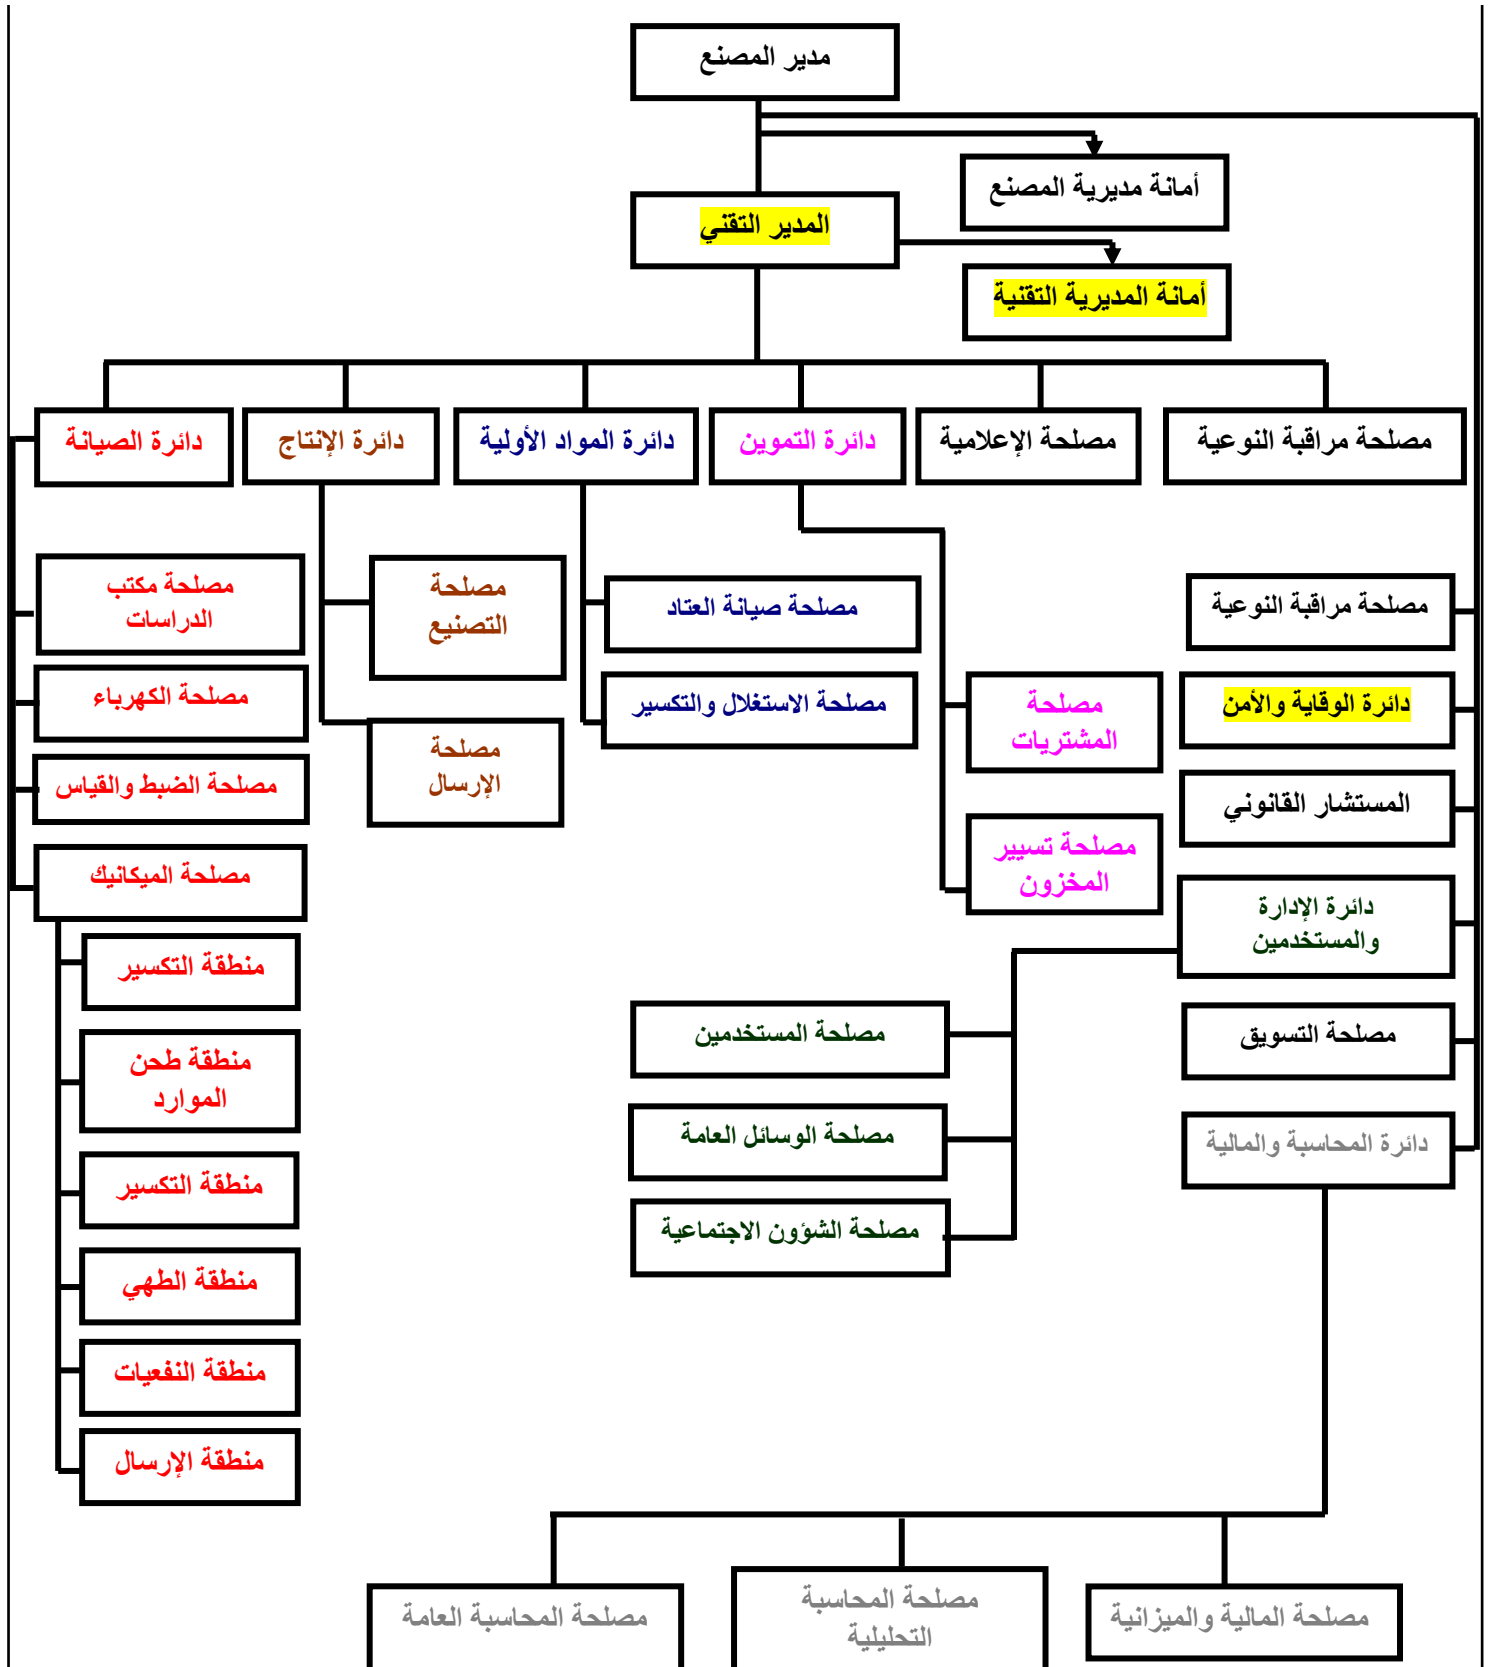 مدير المصنع
أمانة مديرية المصنع
المدير التقني
أمانة المديرية التقنية
مصلحة مراقبة النوعية
مصلحة الإعلامية
دائرة التموين
دائرة المواد الأولية
دائرة الإنتاج
دائرة الصيانة
مصلحة مراقبة النوعية
دائرة الوقاية والأمن
المستشار القانوني
دائرة الإدارة
والمستخدمين
مصلحة التسويق
دائرة المحاسبة والمالية
مصلحة
المشتريات
مصلحة تسيير
المخزون
مصلحة صيانة العتاد
مصلحة الاستغلال والتكسير
مصلحة
التصنيع
مصلحة
الإرسال
مصلحة مكتب
الدراسات
مصلحة الكهرباء
مصلحة الضبط والقياس
مصلحة الميكانيك
منطقة التكسير
منطقة طحن
الموارد
منطقة التكسير
منطقة الطهي
منطقة النفعيات
منطقة الإرسال
مصلحة المستخدمين
مصلحة الوسائل العامة
مصلحة الشؤون الاجتماعية
مصلحة المالية والميزانية
مصلحة المحاسبة
التحليلية
مصلحة المحاسبة العامة